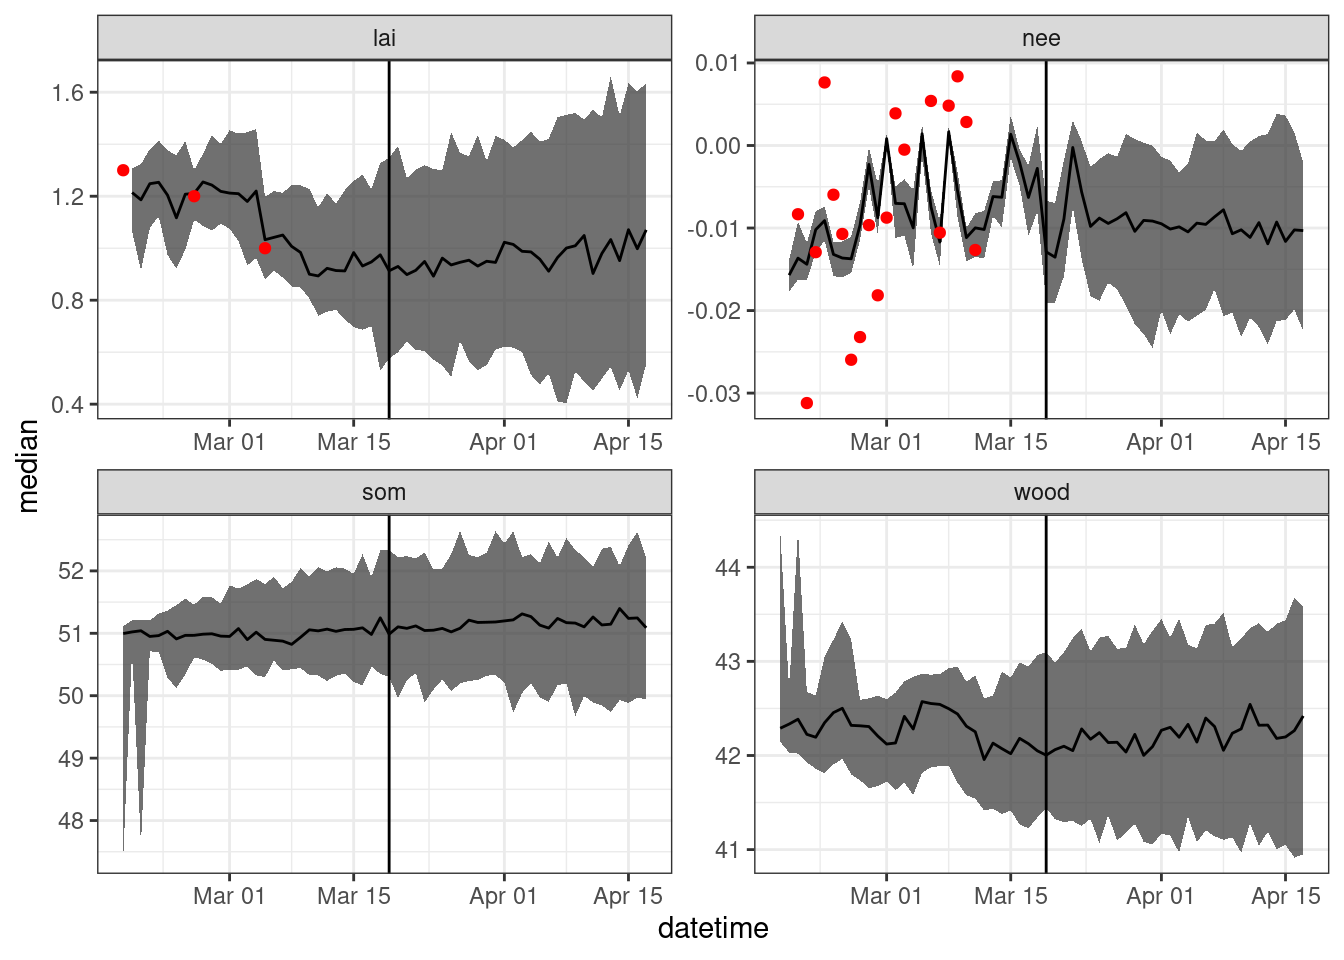 lai
nee
1.6
1.2
0.8
0.4
0.01
0.00
-0.01
-0.02
-0.03
Mar 01 Mar 15 Apr 01 Apr 15
Mar 01 Mar 15 Apr 01 Apr 15
median
som
wood
52
51
50
49
48
44
43
42
41
Mar 01 Mar 15 Apr 01 Apr 15
Mar 01 Mar 15 Apr 01 Apr 15
datetime